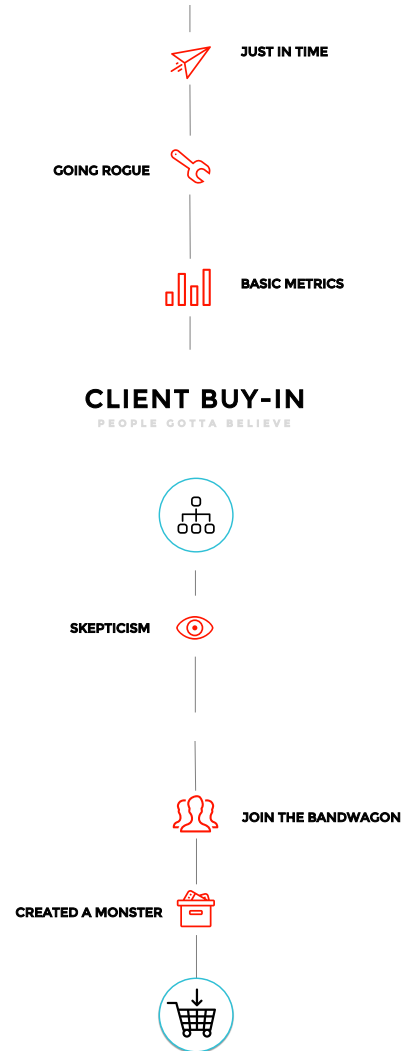 JUST IN TIME
GOING ROGUE
BASIC METRICS
CLIENT BUY-IN
PEOPLE GOTTA BELIEVE
SKEPTICISM
JOIN THE BANDWAGON
CREATED A MONSTER